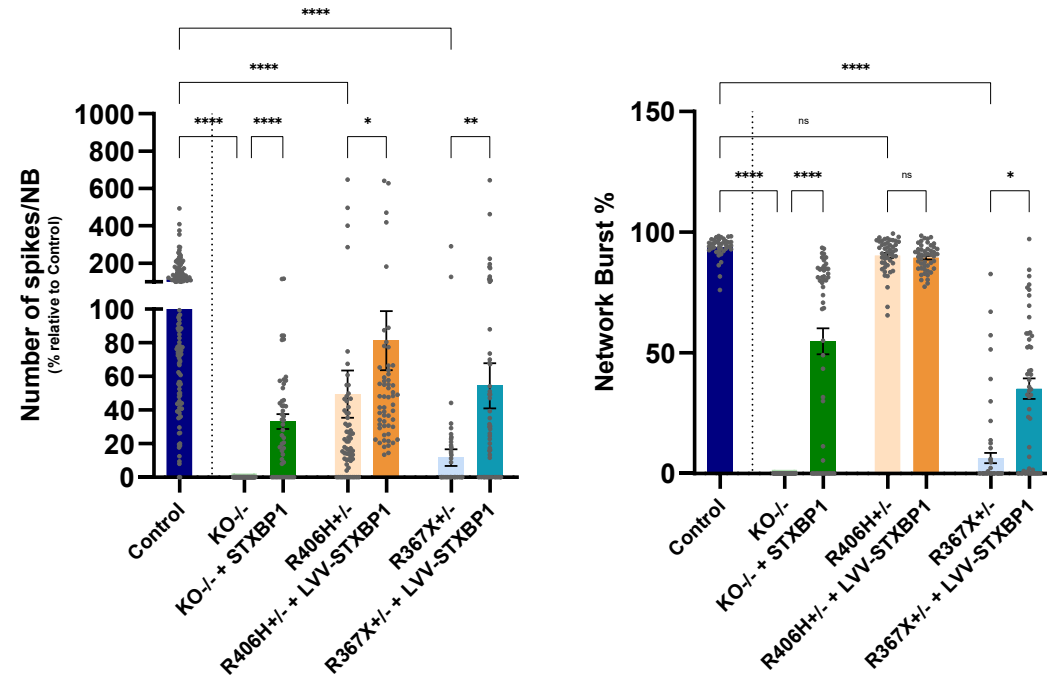 ****
****
**** **** * **
Number of spikes/NB
(% relative to Control)
1000
800
600
400
200
100
80
60
40
20
0
Control
KO-/-
KO-/- + STXBP1
R406H+/-
R406H+/- + LVV-STXBP1
R367X+/-
R367X+/- + LVV-STXBP1
****
ns
**** **** ns *
Network Burst %
150
100
50
0
Control
KO-/-
KO-/- + STXBP1
R406H+/-
R406H+/- + LVV-STXBP1
R367X+/-
R367X+/- + LVV-STXBP1